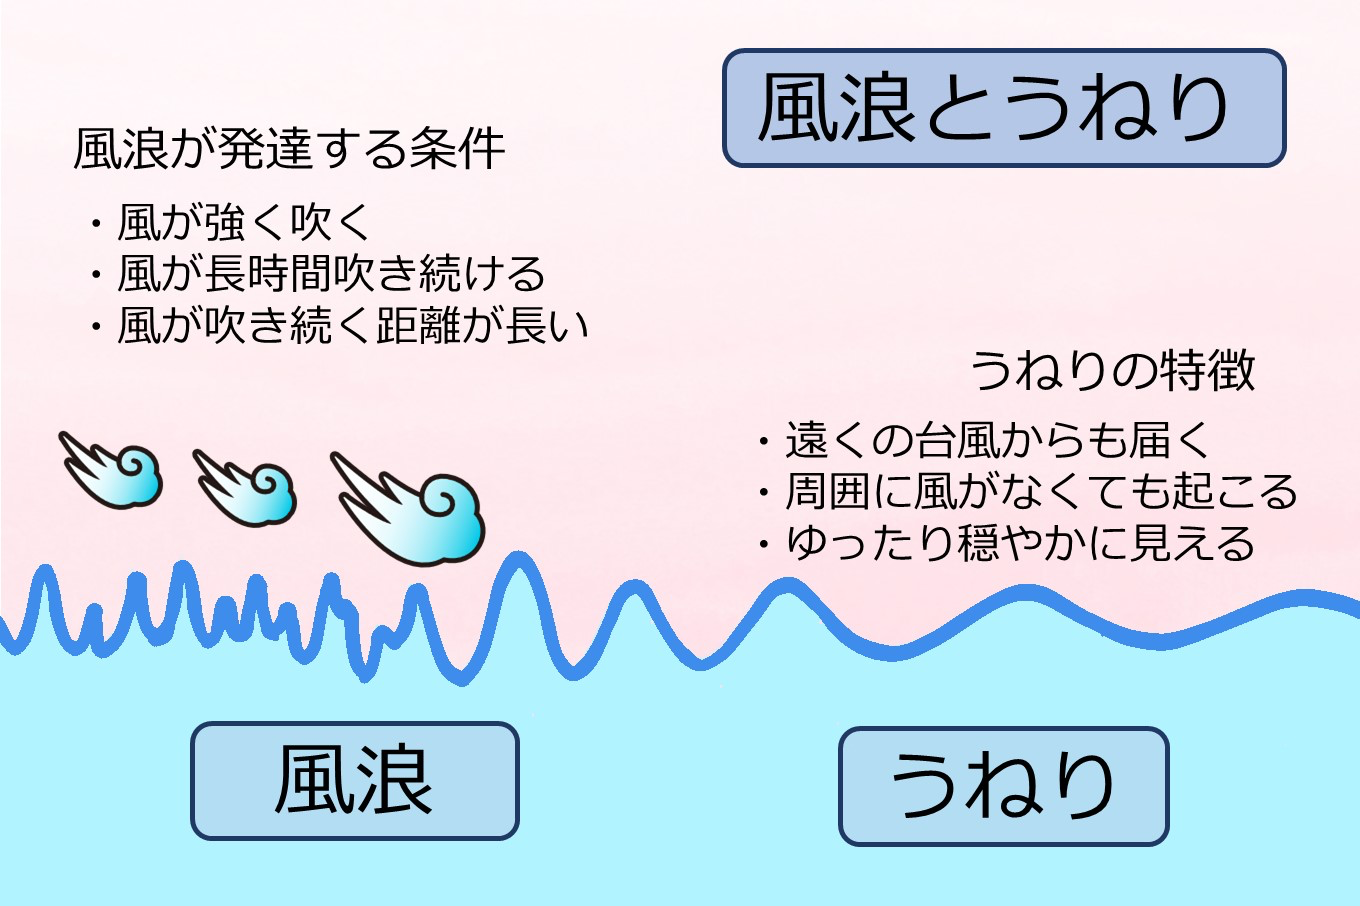 風浪とうねり
風浪が発達する条件
・風が強く吹く
・風が長時間吹き続ける
・風が吹き続く距離が長い
うねりの特徴
・遠くの台風からも届く
・周囲に風がなくても起こる
・ゆったり穏やかに見える
風浪
うねり